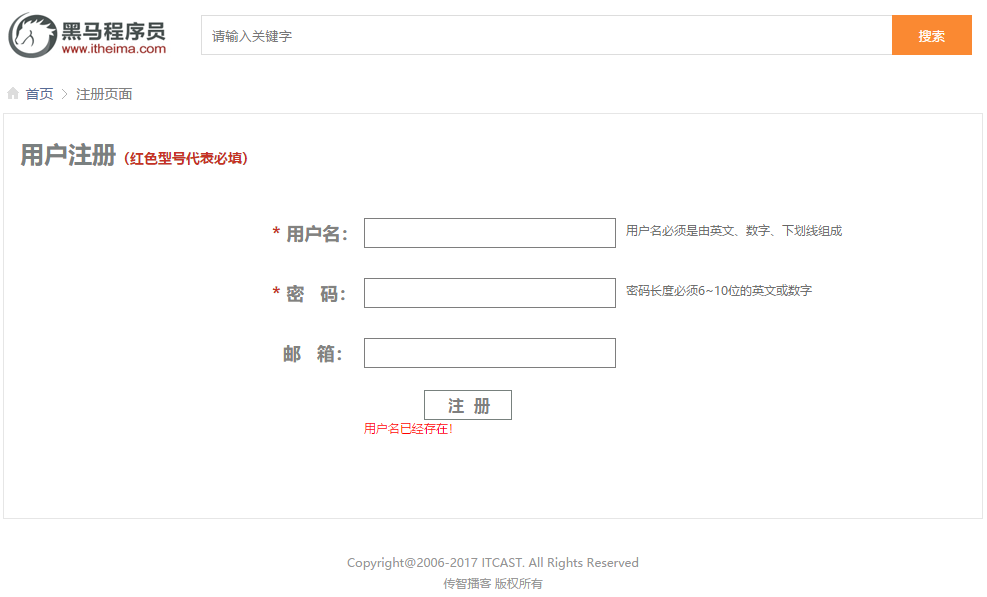 黑马程序员
www.itheima.com
请输入关键字 搜索
首页 > 注册页面
用户注册（红色型号代表必填）
* 用户名： 用户名必须是由英文、数字、下划线组成
* 密 码： 密码长度必须6~10位的英文或数字
邮 箱：
注 册
用户名已经存在!
Copyright@2006-2017 ITCAST. All Rights Reserved
传智播客 版权所有